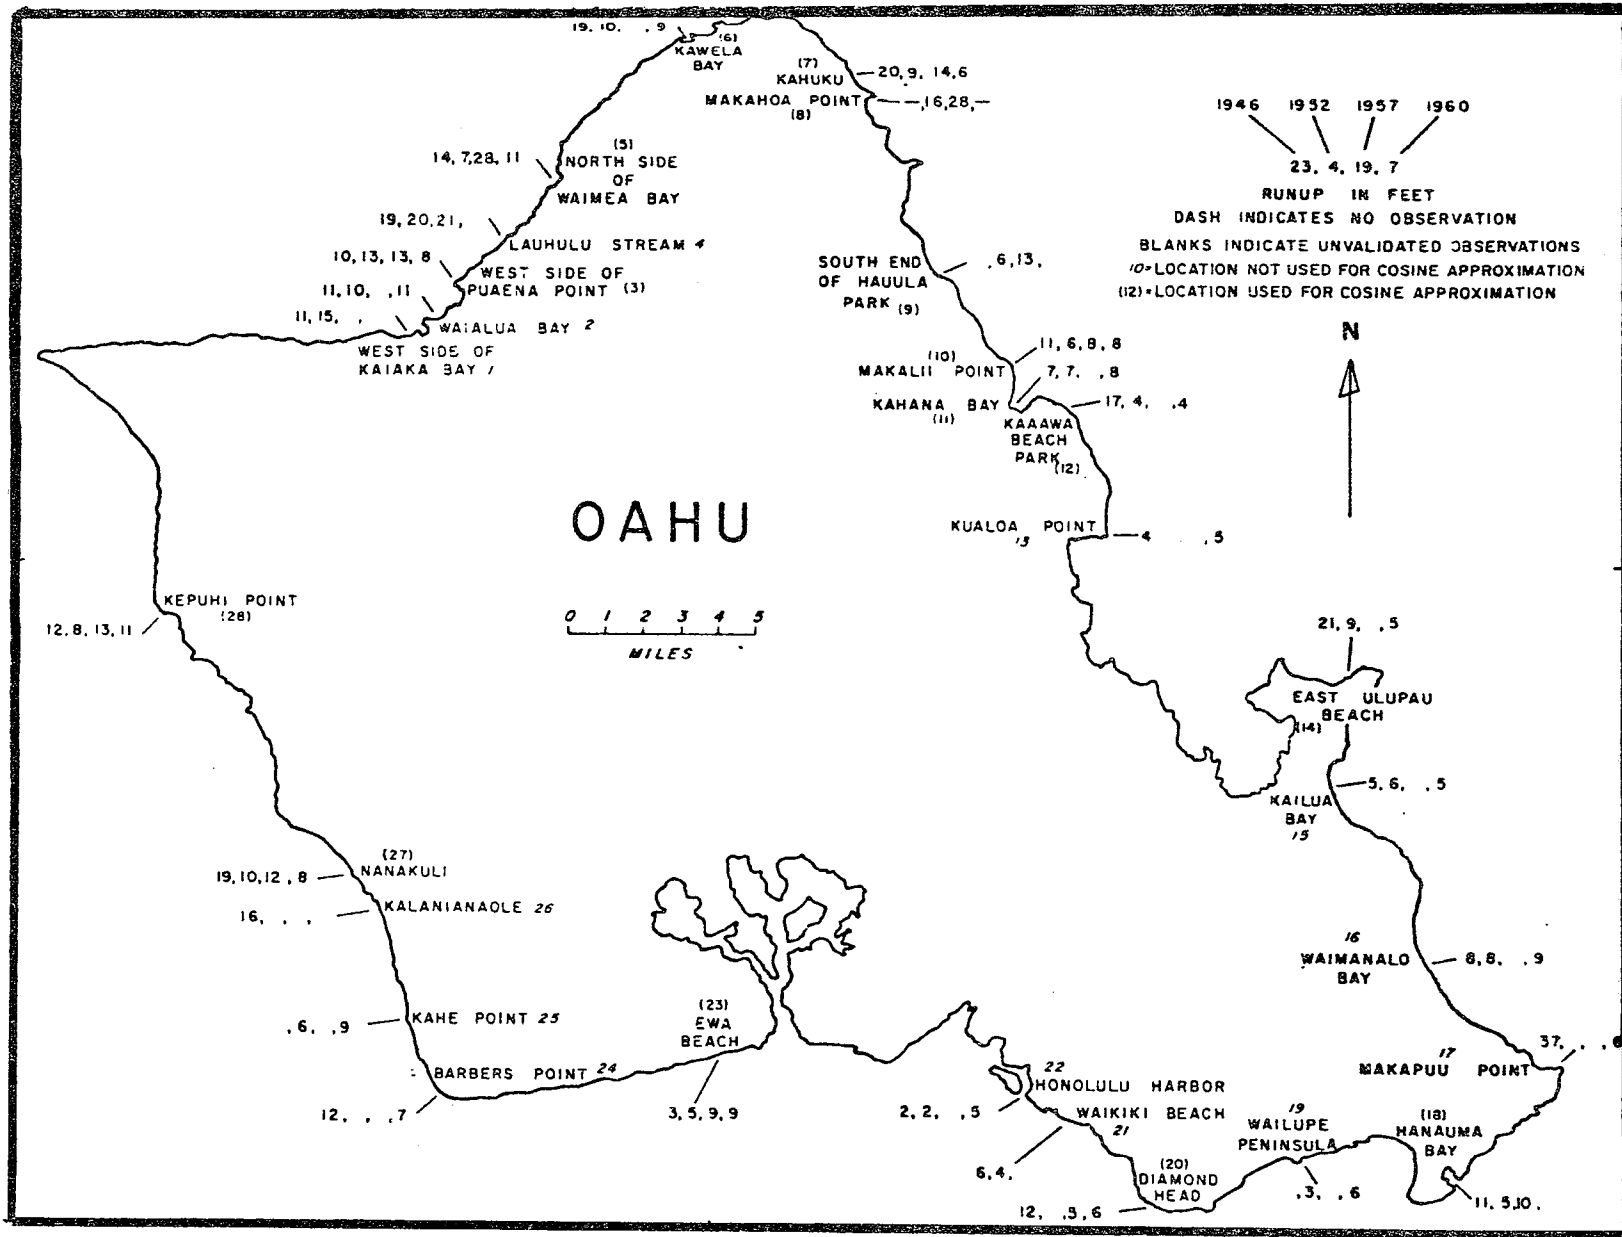 19, 10,   , 9
(6)
KAWELA
BAY
(7)
KAHUKU
20, 9, 14, 6
MAKAHOA POINT
—, 16, 28, —
(8)
1946 1952 1957 1960
23, 4, 19, 7
RUNUP IN FEET
DASH INDICATES NO OBSERVATION
BLANKS INDICATE UNVALIDATED OBSERVATIONS
10=LOCATION NOT USED FOR COSINE APPROXIMATION
(12)=LOCATION USED FOR COSINE APPROXIMATION
N
14, 7, 28, 11
(5)
NORTH SIDE
OF
WAIMEA BAY
19, 20, 21,
LAUHULU STREAM 4
10, 13, 13, 8
WEST SIDE OF
PUAENA POINT (3)
11, 10,   , 11
WAIALUA BAY 2
11, 15,   ,
WEST SIDE OF
KAIAKA BAY 1
, 6, 13,
SOUTH END
OF HAUULA
PARK (9)
11, 6, 8, 8
(10)
MAKALII POINT
7, 7,   , 8
KAHANA BAY
(11)
17, 4,   , 4
KAAAWA
BEACH
PARK (12)
OAHU
KUALOA POINT
13
4   , 5
0 1 2 3 4 5
MILES
KEPUHI POINT
(28)
12, 8, 13, 11
21, 9,   , 5
EAST ULUPAU
BEACH
(14)
5, 6,   , 5
KAILUA
BAY
15
(27)
NANAKULI
19, 10, 12, 8
KALANIANAOLE 26
16,   ,   ,
16
WAIMANALO
BAY
8, 8,   , 9
KAHE POINT 25
, 6,   , 9
(23)
EWA
BEACH
BARBERS POINT 24
12,   ,   , 7
3, 5, 9, 9
22
HONOLULU HARBOR
2, 2,   , 5
WAIKIKI BEACH
21
6, 4,
19
WAILUPE
PENINSULA
, 3,   , 6
(20)
DIAMOND
HEAD
12,   , 9, 6
17
MAKAPUU POINT
37,   ,   ,
(18)
HANAUMA
BAY
11, 5, 10,